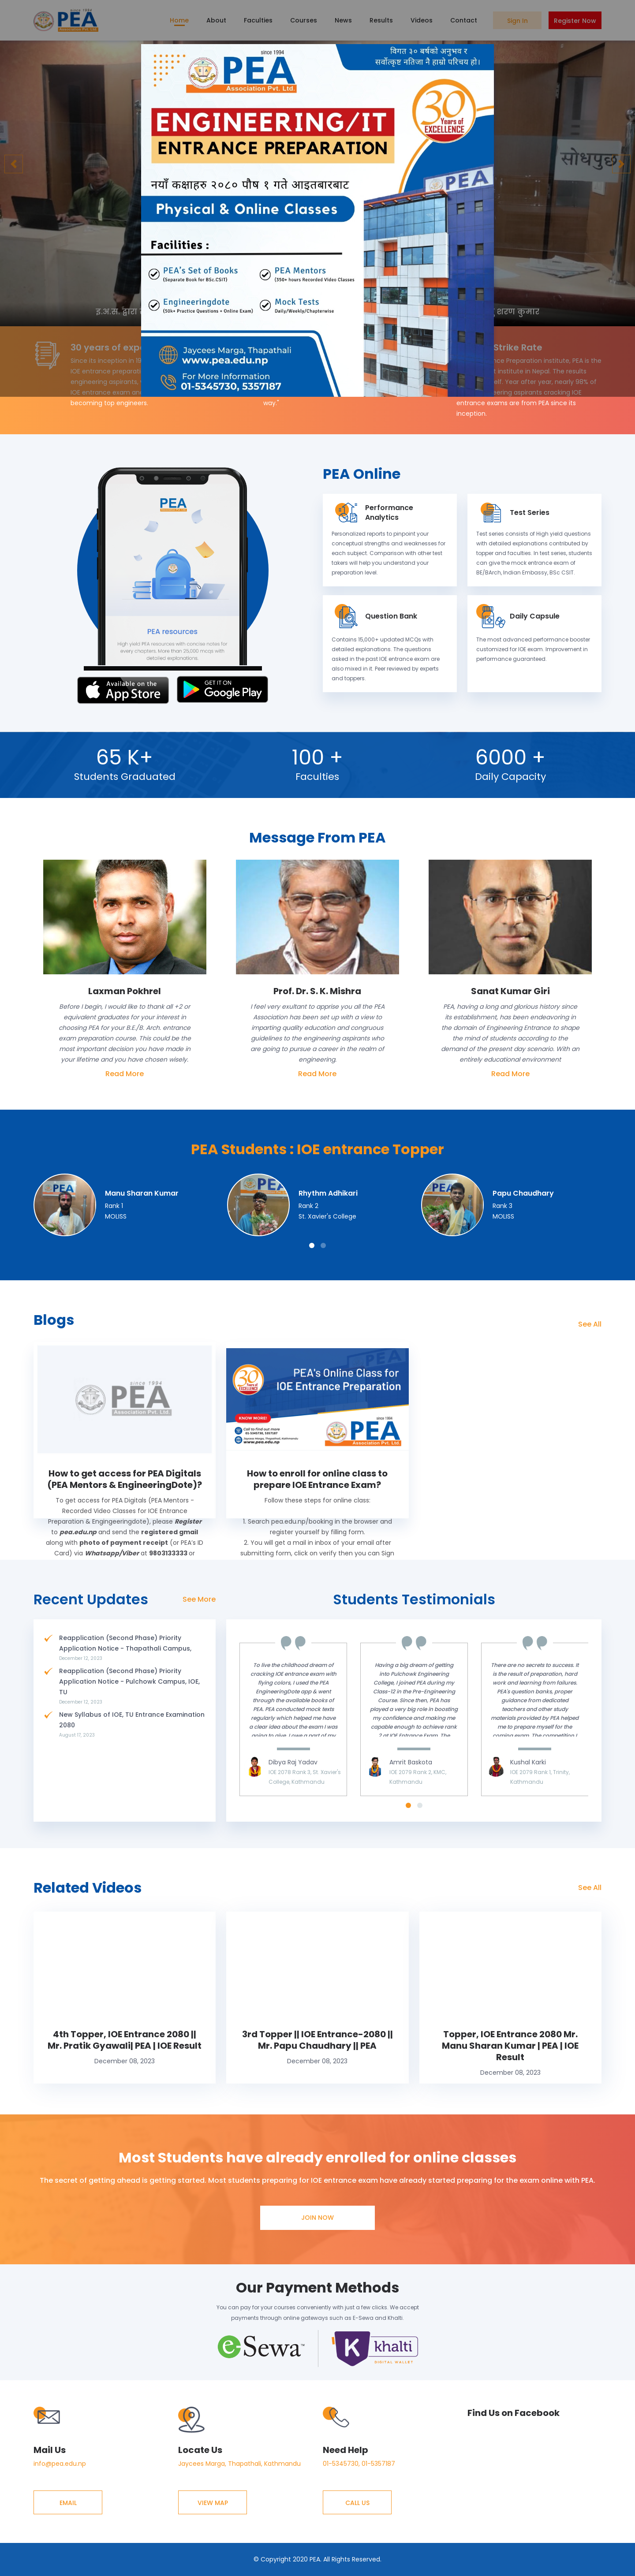 since 1994
PEA
Association Pvt. Ltd.
Home
About
Faculties
Courses
News
Results
Videos
Contact
Sign In
Register Now
since 1994
PEA
Association Pvt. Ltd
विगत ३० बर्षको अनुभव र
सर्वोत्कृष्ट नतिजा नै हाम्रो परिचय हो।
30 Years of
EXCELLENCE
ENGINEERING/IT
ENTRANCE PREPARATION
नयाँ कक्षाहरु २०८० पौष १ गते आइतबारबाट
Physical & Online Classes
Facilities :
PEA's Set of Books
(Separate Book for BSc.CSIT)
PEA Mentors
(350+ hours Recorded Video Classes)
Engineeringdote
(50k+ Practice Questions + Online Exam)
Mock Tests
Daily/Weekly/Chapterwise
Jaycees Marga, Thapathali
www.pea.edu.np
For More Information
01-5345730, 5357187
सोधपुछ
इ.अ.स. द्वारा
शरण कुमार
30 years of exp
Since its inception in 19
IOE entrance preparati
engineering aspirants.
IOE entrance exam an
becoming top engineers.
way."
Strike Rate
nce Preparation Institute, PEA is the
t institute in Nepal. The results
elf. Year after year, nearly 98% of
neering aspirants cracking IOE
entrance exams are from PEA since its
inception.
PEA
PEA resources
High yield PEA resources with concise notes for
every chapters. More than 25,000 mcqs with
detailed explanations.
Available on the
App Store
GET IT ON
Google Play
PEA Online
Performance
Analytics
Personalized reports to pinpoint your
conceptual strengths and weaknesses for
each subject. Comparison with other test
takers will help you understand your
preparation level.
Test Series
Test series consists of High yield questions
with detailed explanations contributed by
topper and faculties. In test series, students
can give the mock entrance exam of
BE/BArch, Indian Embassy, BSc CSIT.
Question Bank
Contains 15,000+ updated MCQs with
detailed explanations. The questions
asked in the past IOE entrance exam are
also mixed in it. Peer reviewed by experts
and toppers.
Daily Capsule
The most advanced performance booster
customized for IOE exam. Improvement in
performance guaranteed
65 K+
Students Graduated
100 +
Faculties
6000 +
Daily Capacity
Message From PEA
Laxman Pokhrel
Before I begin, I would like to thank all +2 or
equivalent graduates for your interest in
choosing PEA for your B.E./B. Arch. entrance
exam preparation course. This could be the
most important decision you have made in
your lifetime and you have chosen wisely.
Read More
Prof. Dr. S. K. Mishra
I feel very exultant to apprise you all the PEA
Association has been set up with a view to
imparting quality education and congruous
guidelines to the engineering aspirants who
are going to pursue a career in the realm of
engineering.
Read More
Sanat Kumar Giri
PEA, having a long and glorious history since
its establishment, has been endeavoring in
the domain of Engineering Entrance to shape
the mind of students according to the
demand of the present day scenario. With an
entirely educational environment
Read More
PEA Students : IOE entrance Topper
Manu Sharan Kumar
Rank 1
MOLISS
Rhythm Adhikari
Rank 2
St. Xavier's College
Papu Chaudhary
Rank 3
MOLISS
Blogs
See All
since 1994
PEA
Association Pvt. Ltd.
How to get access for PEA Digitals
(PEA Mentors & EngineeringDote)?
To get access for PEA Digitals (PEA Mentors -
Recorded Video Classes for IOE Entrance
Preparation & Engingeeringdote), please Register
to pea.edu.np and send the registered gmail
along with photo of payment receipt (or PEA's ID
Card) via Whatsapp/Viber at 9803133333 or
PEA's Online Class for
IOE Entrance Preparation
30 EXCELLENCE
KNOW MORE!
www.pea.edu.np
PEA
Association Pvt. Ltd.
How to enroll for online class to
prepare IOE Entrance Exam?
Follow these steps for online class:
1. Search pea.edu.np/booking in the browser and
register yourself by filling form.
2. You will get a mail in inbox of your email after
submitting form, click on verify then you can Sign
Recent Updates
See More
Reapplication (Second Phase) Priority
Application Notice - Thapathali Campus,
December 12, 2023
Reapplication (Second Phase) Priority
Application Notice - Pulchowk Campus, IOE,
TU
December 12, 2023
New Syllabus of IOE, TU Entrance Examination
2080
August 17, 2023
Students Testimonials
To live the childhood dream of
cracking IOE entrance exam with
flying colors, I used the PEA
EngineeringDote app & went
through the available books of
PEA. PEA conducted mock tests
regularly which helped me have
a clear idea about the exam I was
going to give. I owe a part of my
Dibya Raj Yadav
IOE 2078 Rank 3, St. Xavier's
College, Kathmandu
Having a big dream of getting
into Pulchowk Engineering
College, I joined PEA during my
Class-12 in the Pre-Engineering
Course. Since then, PEA has
played a very big role in boosting
my confidence and making me
capable enough to achieve rank
2 at IOE Entrance Exam. The
Amrit Baskota
IOE 2079 Rank 2, KMC,
Kathmandu
There are no secrets to success. It
is the result of preparation, hard
work and learning from failures.
PEA's question banks, proper
guidance from dedicated
teachers and other study
materials provided by PEA helped
me to prepare myself for the
coming exam. The competition I
Kushal Karki
IOE 2079 Rank 1, Trinity,
Kathmandu
Related Videos
See All
4th Topper, IOE Entrance 2080 ||
Mr. Pratik Gyawali| PEA | IOE Result
December 08, 2023
3rd Topper || IOE Entrance-2080 ||
Mr. Papu Chaudhary || PEA
December 08, 2023
Topper, IOE Entrance 2080 Mr.
Manu Sharan Kumar | PEA | IOE
Result
December 08, 2023
Most Students have already enrolled for online classes
The secret of getting ahead is getting started. Most students preparing for IOE entrance exam have already started preparing for the exam online with PEA.
JOIN NOW
Our Payment Methods
You can pay for your courses conveniently with just a few clicks. We accept
payments through online gateways such as E-Sewa and Khalti.
eSewa
khalti
DIGITAL WALLET
Mail Us
info@pea.edu.np
EMAIL
Locate Us
Jaycees Marga, Thapathali, Kathmandu
VIEW MAP
Need Help
01-5345730, 01-5357187
CALL US
Find Us on Facebook
© Copyright 2020 PEA. All Rights Reserved.